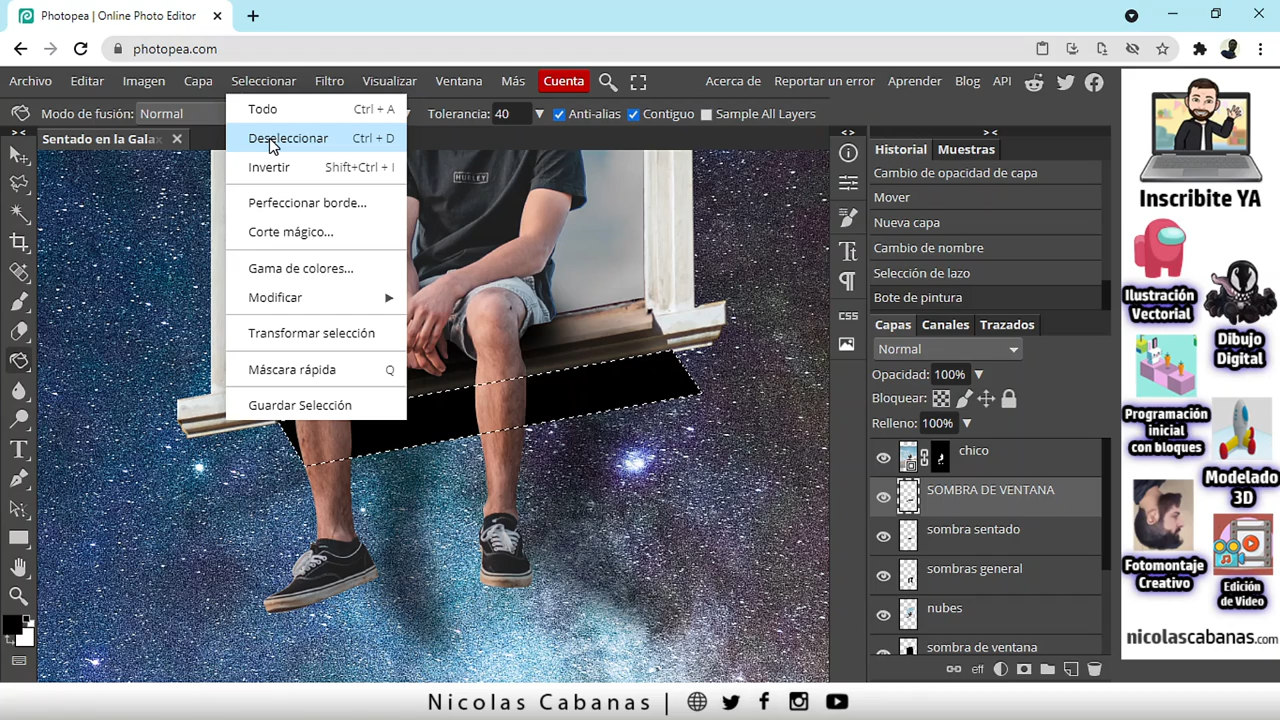 Photopea | Online Photo Editor
photopea.com
Archivo Editar Imagen Capa Seleccionar Filtro Visualizar Ventana Más Cuenta Acerca de Reportar un error Aprender Blog API
Modo de fusión: Normal Tolerancia: 40 Anti-alias Contiguo Sample All Layers
Sentado en la Gala
Todo Ctrl + A
Deseleccionar Ctrl + D
Invertir Shift+Ctrl + I
Perfeccionar borde...
Corte mágico...
Gama de colores...
Modificar
Transformar selección
Máscara rápida Q
Guardar Selección
HURLEY
Historial Muestras
Cambio de opacidad de capa
Mover
Nueva capa
Cambio de nombre
Selección de lazo
Bote de pintura
Capas Canales Trazados
Normal
Opacidad: 100%
Bloquear:
Relleno: 100%
chico
SOMBRA DE VENTANA
sombra sentado
sombras general
nubes
sombra de ventana
eff
CSS
Inscribite YA
Ilustración
Vectorial
Dibujo
Digital
Programación
inicial
con bloques
Modelado
3D
Fotomontaje
Creativo
Edición
de Video
nicolascabanas.com
Nicolas Cabanas |